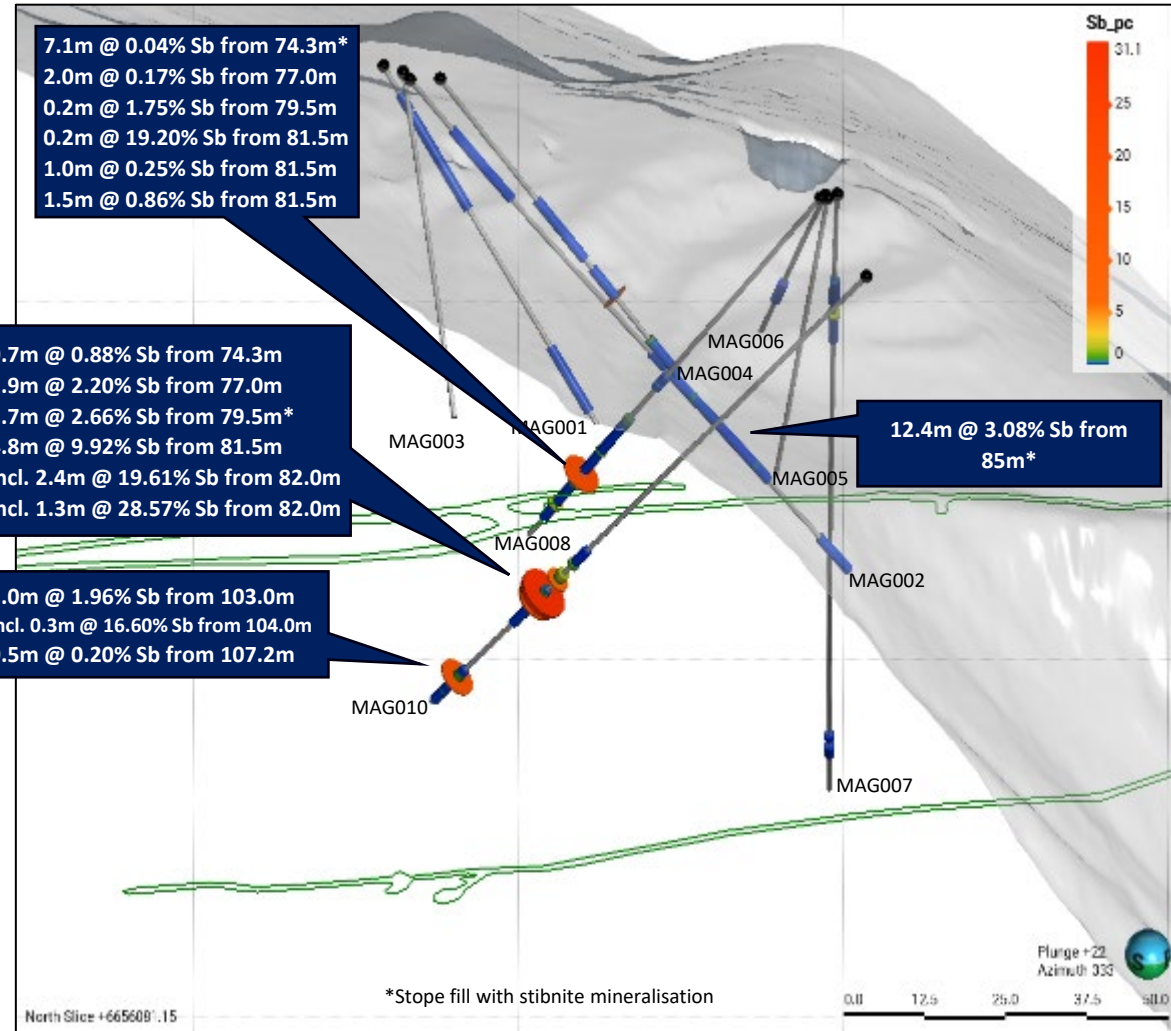 Sb_pc
31.1
25
20
15
10
5
0
7.1m @ 0.04% Sb from 74.3m*
2.0m @ 0.17% Sb from 77.0m
0.2m @ 1.75% Sb from 79.5m
0.2m @ 19.20% Sb from 81.5m
1.0m @ 0.25% Sb from 81.5m
1.5m @ 0.86% Sb from 81.5m
.7m @ 0.88% Sb from 74.3m
.9m @ 2.20% Sb from 77.0m
.7m @ 2.66% Sb from 79.5m*
.8m @ 9.92% Sb from 81.5m
ncl. 2.4m @ 19.61% Sb from 82.0m
ncl. 1.3m @ 28.57% Sb from 82.0m
.0m @ 1.96% Sb from 103.0m
ncl. 0.3m @ 16.60% Sb from 104.0m
.5m @ 0.20% Sb from 107.2m
12.4m @ 3.08% Sb from
85m*
MAG006
MAG004
MAG003
MAG001
MAG005
MAG008
MAG002
MAG010
MAG007
Plunge +22
Azimuth 333
S
*Stope fill with stibnite mineralisation
0.0 12.5 25.0 37.5 50.0
North Slice +6656081.15